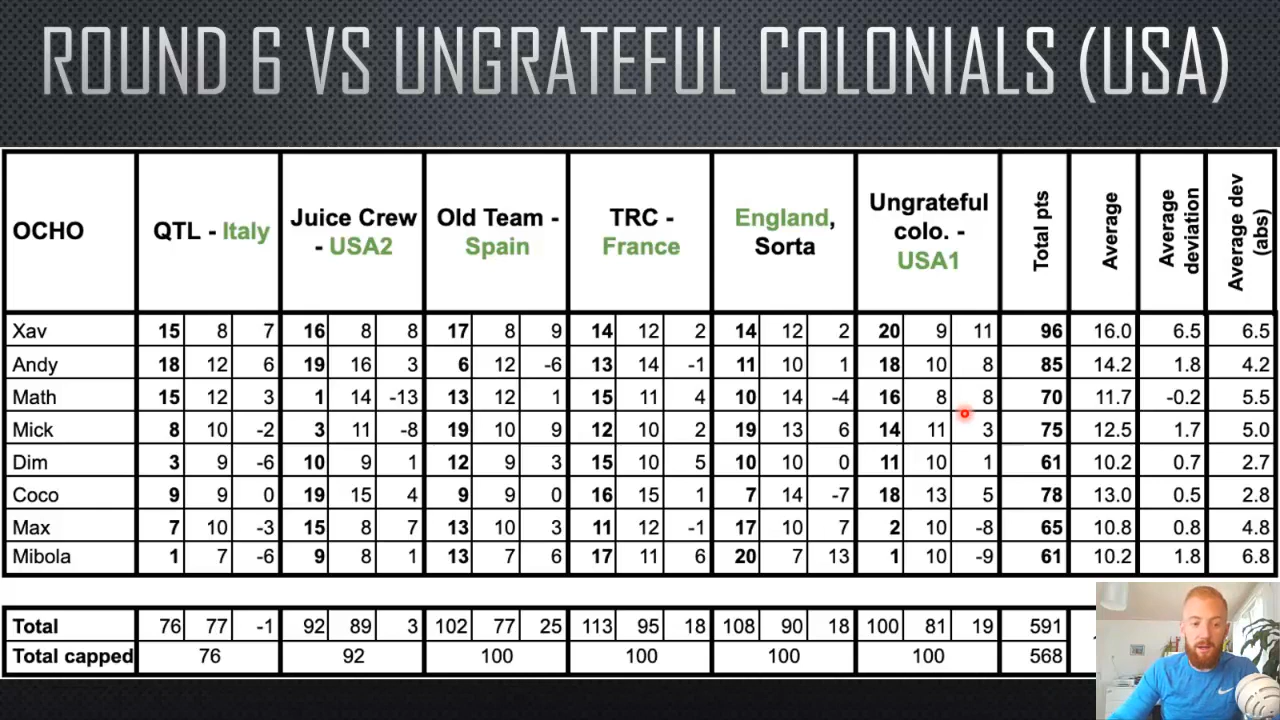 ROUND 6 VS UNGRATEFUL COLONIALS (USA)
OCHO QTL - Italy Juice Crew - USA2 Old Team - Spain TRC - France England, Sorta Ungrateful colo. - USA1 Total pts Average Average deviation Average dev (abs)
Xav 15 8 7 16 8 8 17 8 9 14 12 2 14 12 2 20 9 11 96 16.0 6.5 6.5
Andy 18 12 6 19 16 3 6 12 -6 13 14 -1 11 10 1 18 10 8 85 14.2 1.8 4.2
Math 15 12 3 1 14 -13 13 12 1 15 11 4 10 14 -4 16 8 8 70 11.7 -0.2 5.5
Mick 8 10 -2 3 11 -8 19 10 9 12 10 2 19 13 6 14 11 3 75 12.5 1.7 5.0
Dim 3 9 -6 10 9 1 12 9 3 15 10 5 10 10 0 11 10 1 61 10.2 0.7 2.7
Coco 9 9 0 19 15 4 9 9 0 16 15 1 7 14 -7 18 13 5 78 13.0 0.5 2.8
Max 7 10 -3 15 8 7 13 10 3 11 12 -1 17 10 7 2 10 -8 65 10.8 0.8 4.8
Mibola 1 7 -6 9 8 1 13 7 6 17 11 6 20 7 13 1 10 -9 61 10.2 1.8 6.8
Total 76 77 -1 92 89 3 102 77 25 113 95 18 108 90 18 100 81 19 591
Total capped 76 92 100 100 100 100 568